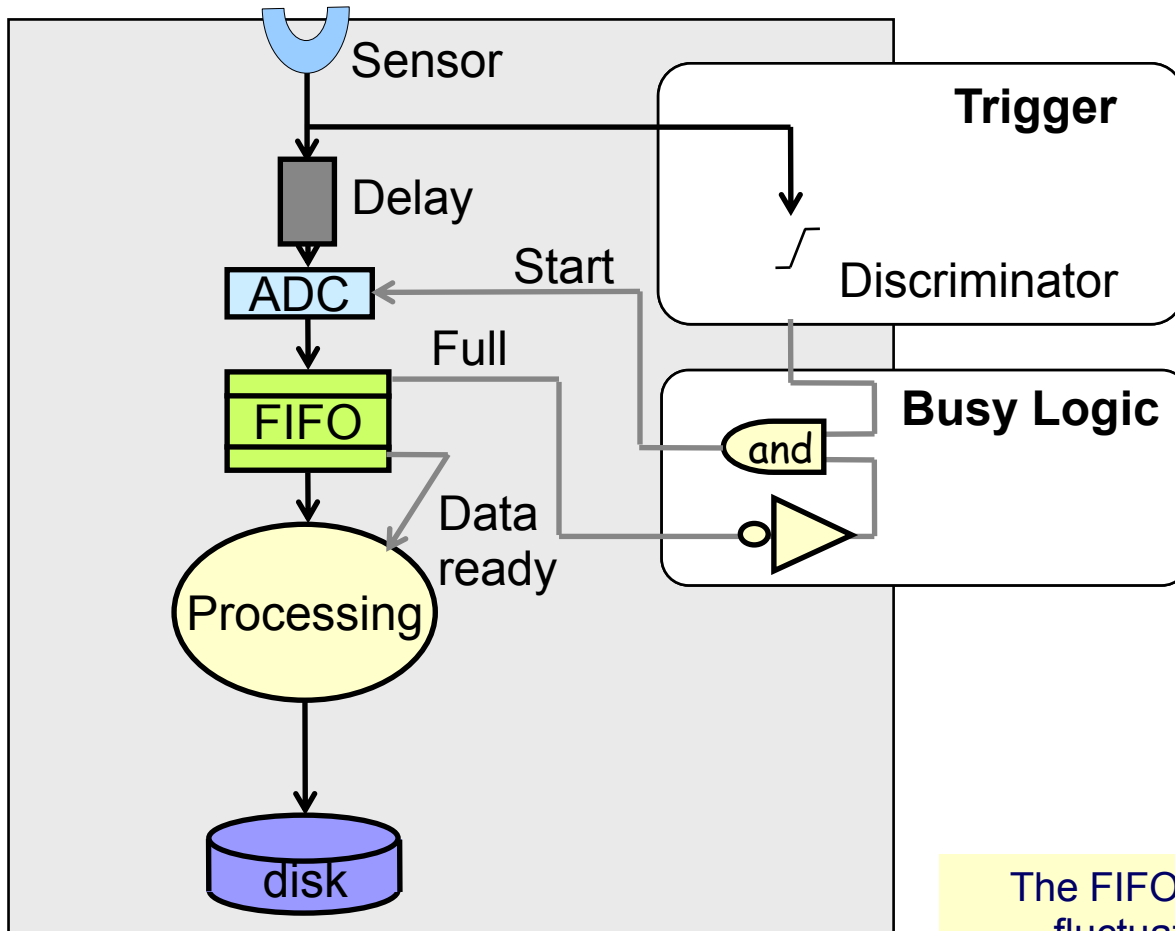 Sensor
Trigger
Delay
Start
Discriminator
ADC
Full
Busy Logic
FIFO
and
Data
ready
Processing
disk
The FIFO